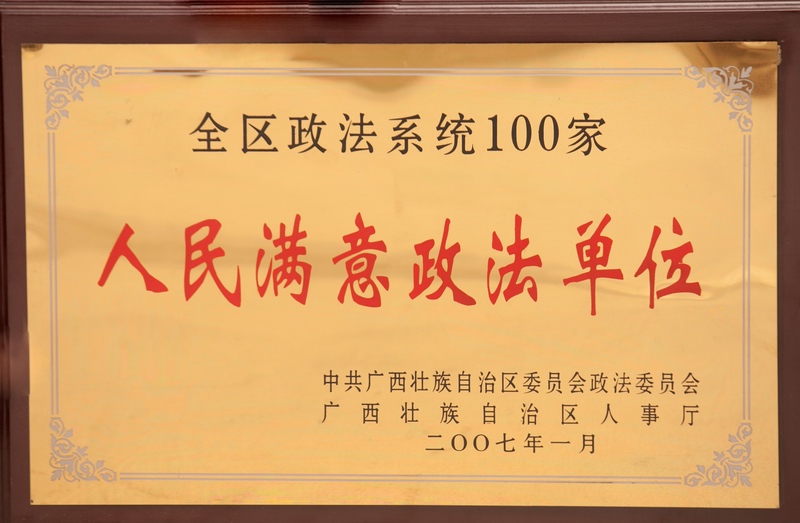 全区政法系统100家
人民满意政法单位
中共广西壮族自治区委员会政法委员会
广西壮族自治区人事厅
二〇〇七年一月